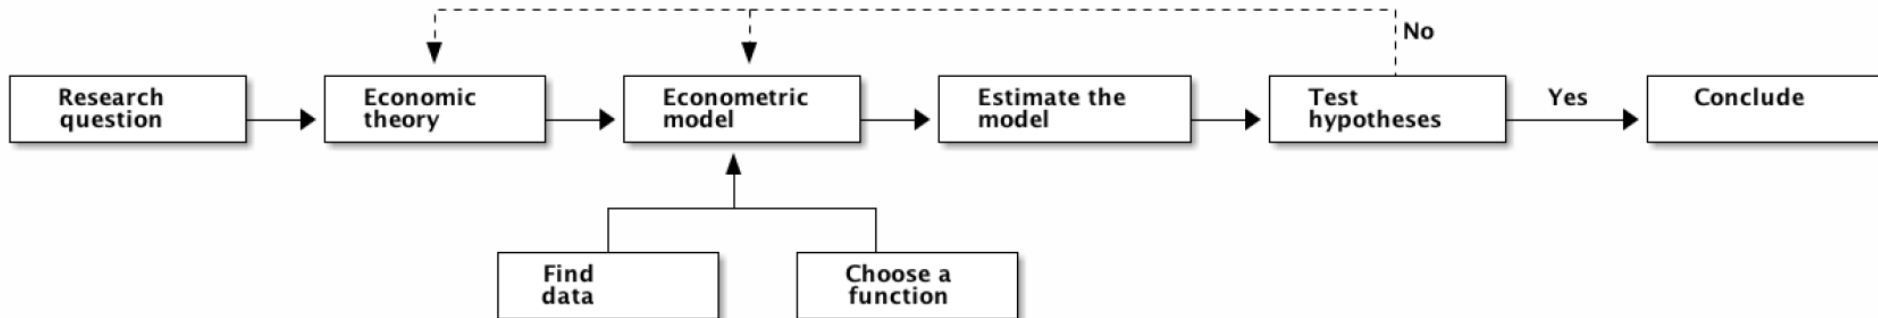 No
Research
question
Economic
theory
Econometric
model
Estimate the
model
Test
hypotheses
Yes
Conclude
Find
data
Choose a
function